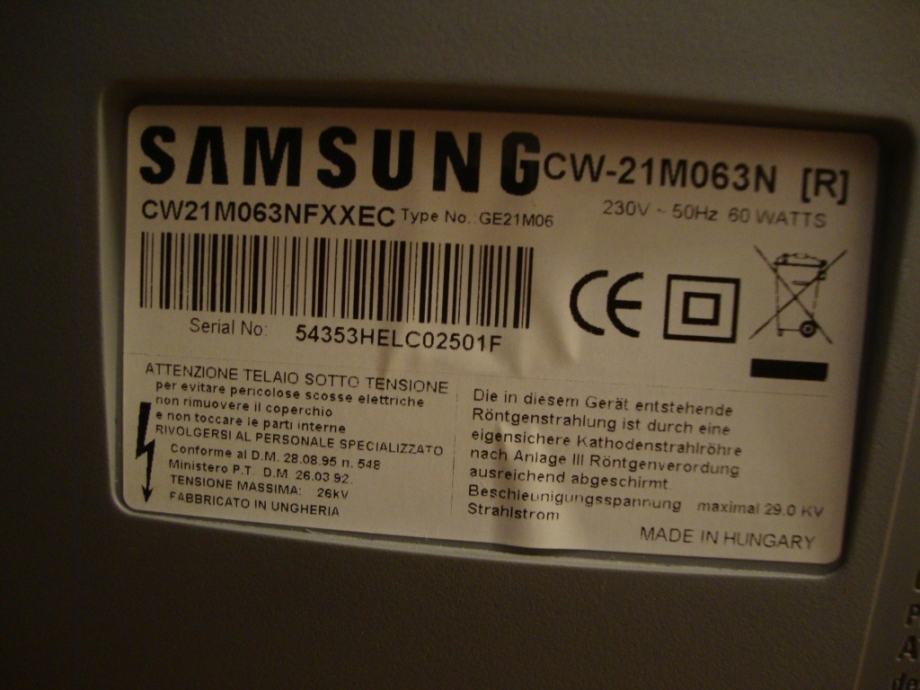 SAMSUNG CW-21M063N [R]
CW21M063NFXXEC Type No.: GE21M06 230V ~ 50Hz 60 WATTS
CE
Serial No: 54353HELC02501F
ATTENZIONE TELAIO SOTTO TENSIONE
per evitare pericolose scosse elettriche
non rimuovere il coperchio
e non toccare le parti interne
RIVOLGERSI AL PERSONALE SPECIALIZZATO
Conforme al D.M. 28.08.95 n. 548
Ministero P.T. D.M. 26.03 92.
TENSIONE MASSIMA: 26kV
FABBRICATO IN UNGHERIA
Die in diesem Gerät entstehende
Röntgenstrahlung ist durch eine
eigensichere Kathodenstrahlröhre
nach Anlage III Röntgenverordung
ausreichend abgeschirmt
Beschleunigungsspannung maximal 29.0 KV
Strahlstrom
MADE IN HUNGARY